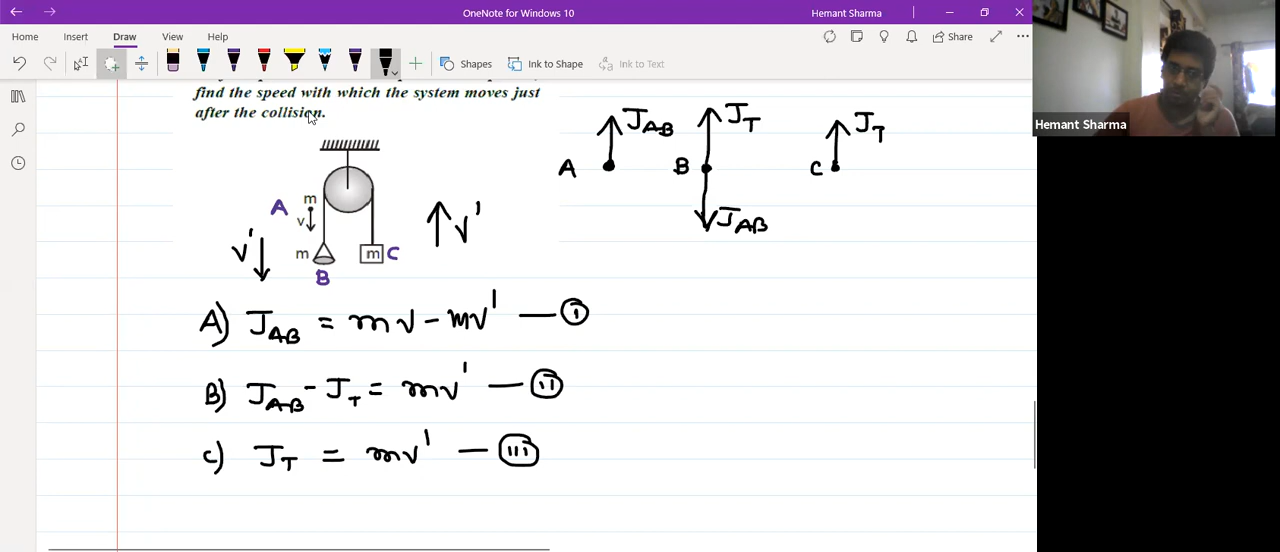 OneNote for Windows 10
Hemant Sharma
Home Insert Draw View Help
Share
Shapes Ink to Shape Ink to Text
find the speed with which the system moves just
after the collision.
Hemant Sharma
J_AB
J_T
J_T
A
B
C
J_AB
A
m
v
v'
v'
m
m
C
B
A) J_AB = mv - mv' — (i)
B) J_AB - J_T = mv' — (ii)
C) J_T = mv' — (iii)